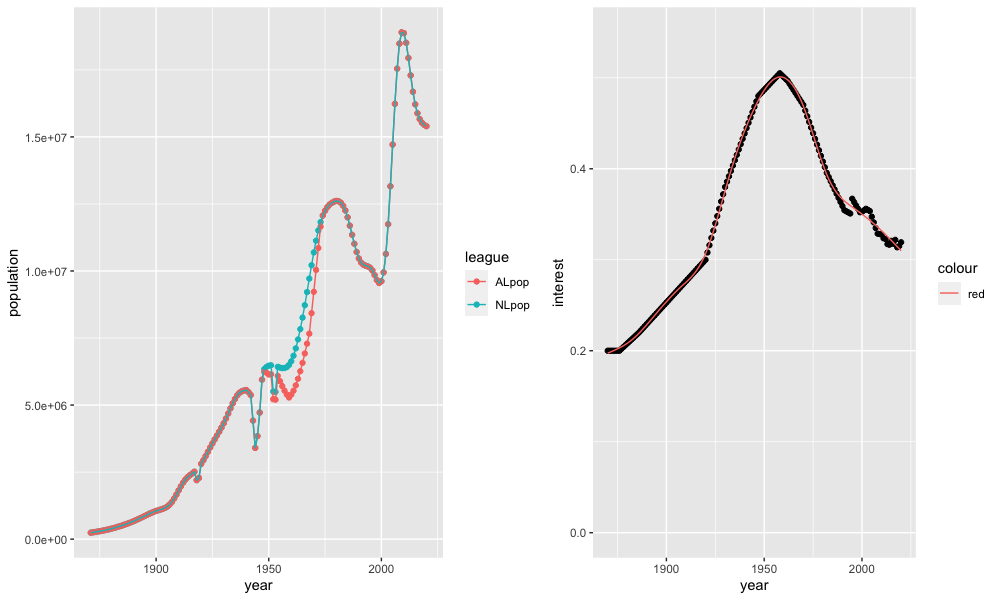 population
1.5e+07
1.0e+07
5.0e+06
0.0e+00
1900
1950
2000
year
league
ALpop
NLpop
interest
0.4
0.2
0.0
1900
1950
2000
year
colour
red